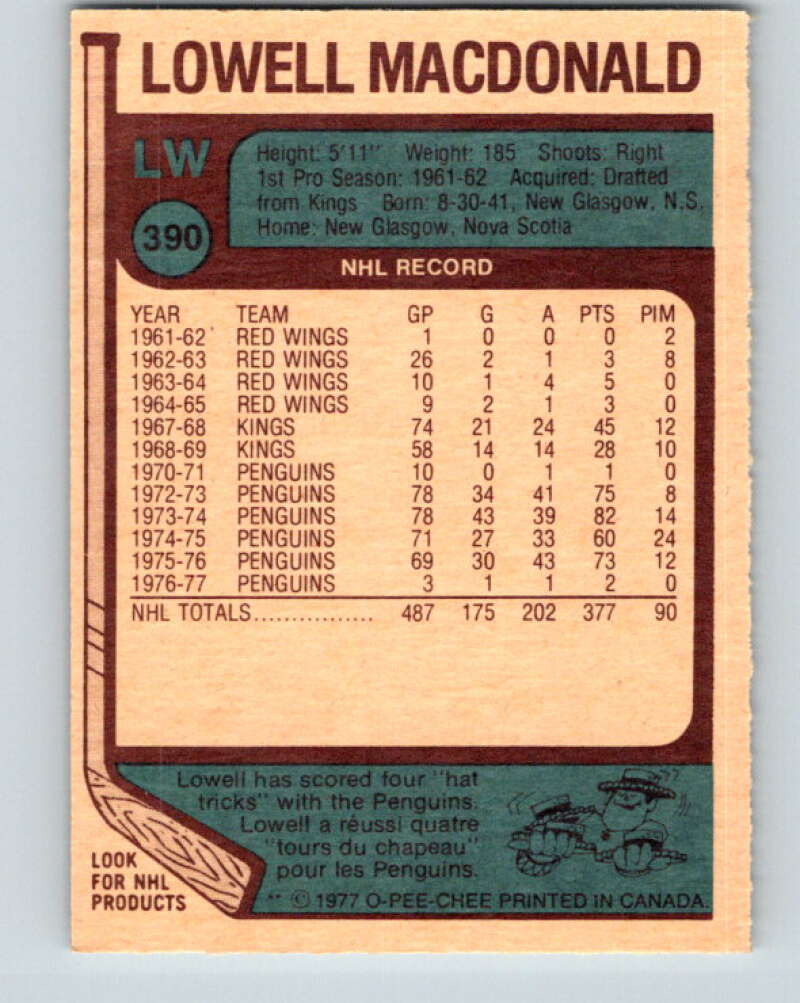 LOWELL MACDONALD
LW
Height: 5'11" Weight: 185 Shoots: Right
1st Pro Season: 1961-62 Acquired: Drafted
from Kings Born: 8-30-41, New Glasgow, N.S.
Home: New Glasgow, Nova Scotia
390
NHL RECORD
YEAR TEAM GP G A PTS PIM
1961-62 RED WINGS 1 0 0 0 2
1962-63 RED WINGS 26 2 1 3 8
1963-64 RED WINGS 10 1 4 5 0
1964-65 RED WINGS 9 2 1 3 0
1967-68 KINGS 74 21 24 45 12
1968-69 KINGS 58 14 14 28 10
1970-71 PENGUINS 10 0 1 1 0
1972-73 PENGUINS 78 34 41 75 8
1973-74 PENGUINS 78 43 39 82 14
1974-75 PENGUINS 71 27 33 60 24
1975-76 PENGUINS 69 30 43 73 12
1976-77 PENGUINS 3 1 1 2 0
NHL TOTALS................ 487 175 202 377 90
Lowell has scored four "hat
tricks" with the Penguins.
Lowell a réussi quatre
"tours du chapeau"
pour les Penguins.
LOOK
FOR NHL
PRODUCTS
** © 1977 O-PEE-CHEE PRINTED IN CANADA.